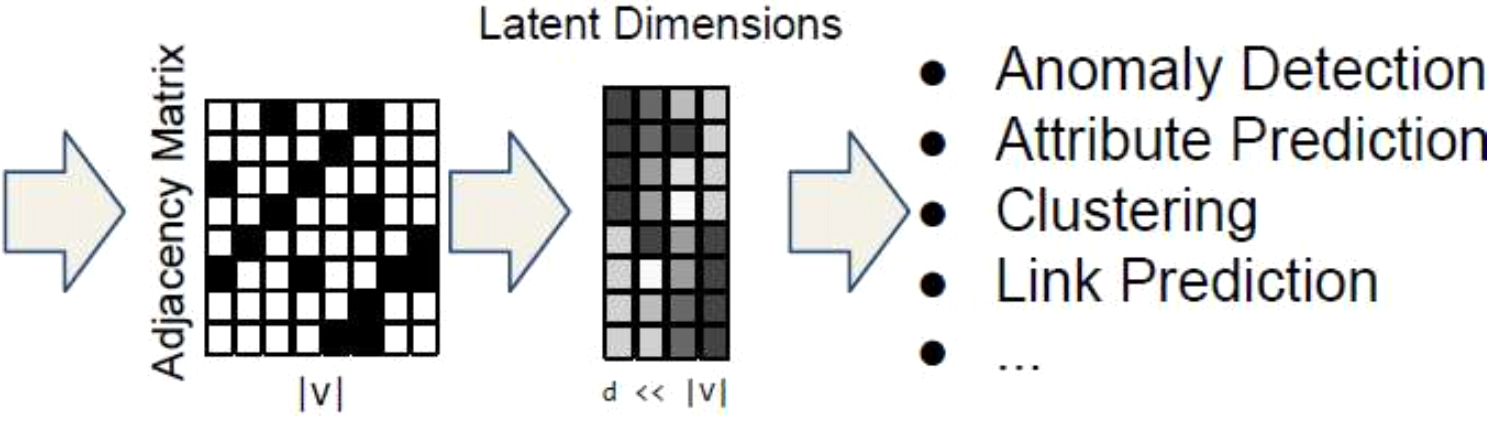 Latent Dimensions
Adjacency Matrix
|V|
d << |V|
● Anomaly Detection
● Attribute Prediction
● Clustering
● Link Prediction
● ...